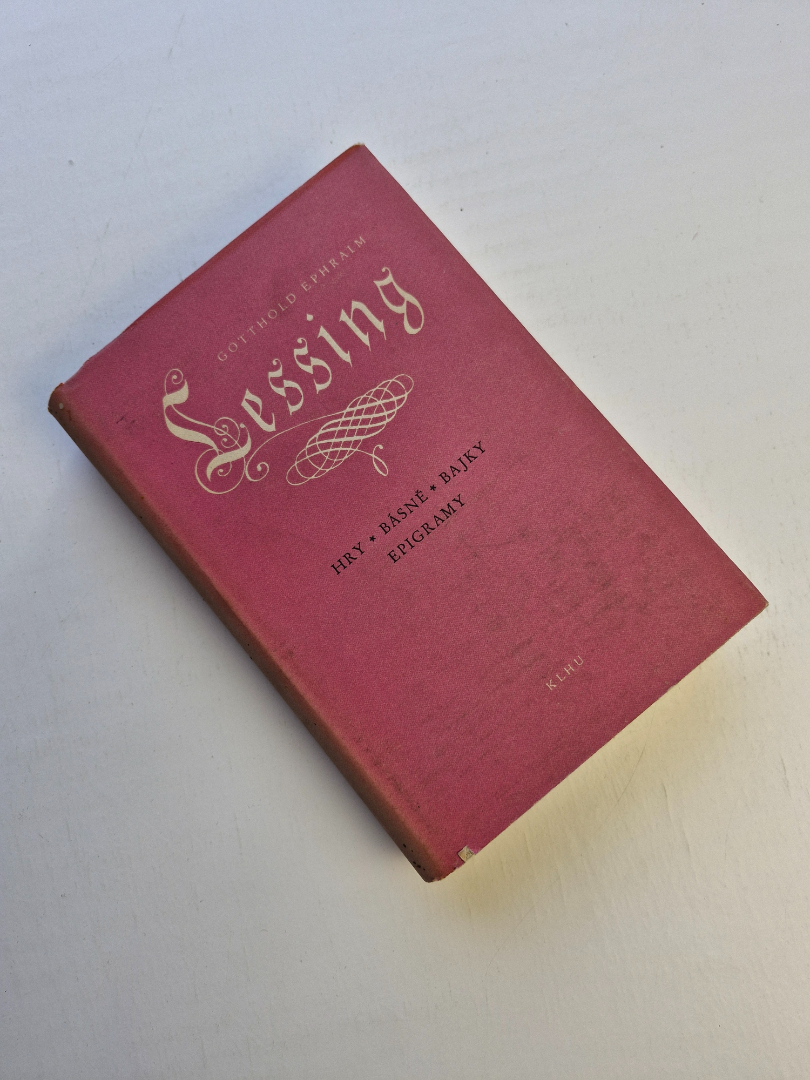 GOTTHOLD EPHRAIM
Lessing
HRY * BÁSNĚ * BAJKY
EPIGRAMY
KLHU